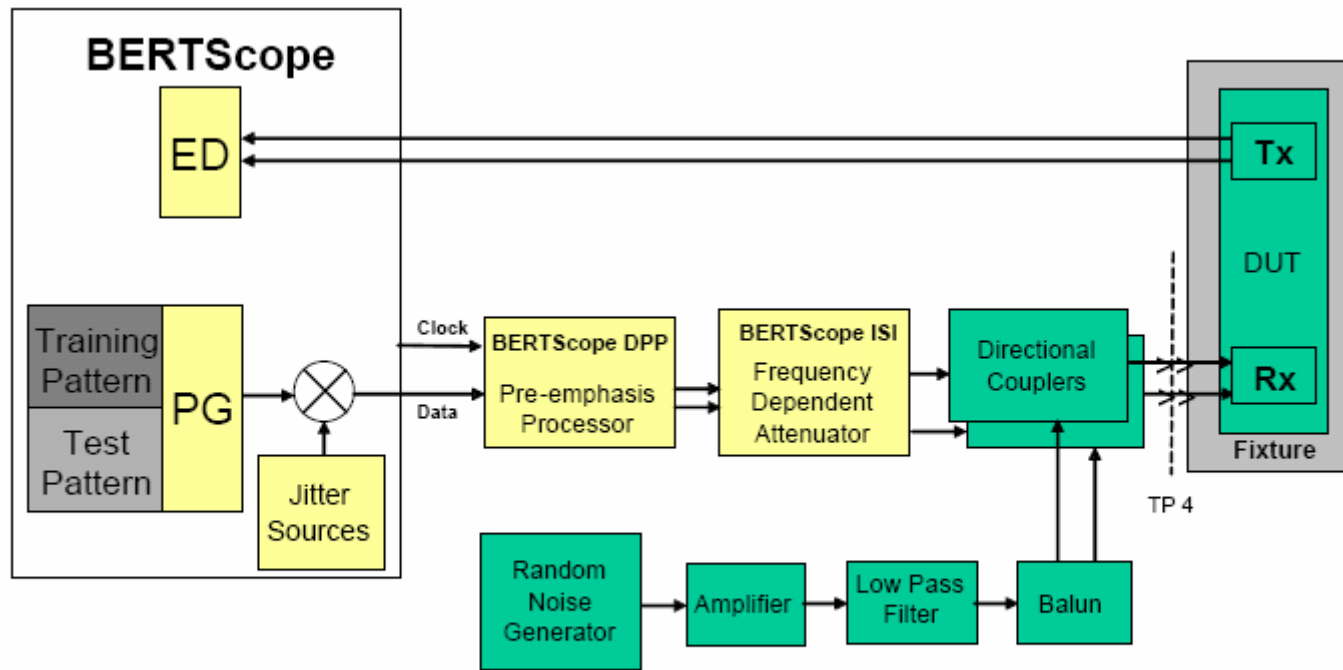 BERTScope
ED
Tx
DUT
Rx
Fixture
TP 4
Training
Pattern
Test
Pattern
PG
Jitter
Sources
Clock
Data
BERTScope DPP
Pre-emphasis
Processor
BERTScope ISI
Frequency
Dependent
Attenuator
Directional
Couplers
Random
Noise
Generator
Amplifier
Low Pass
Filter
Balun